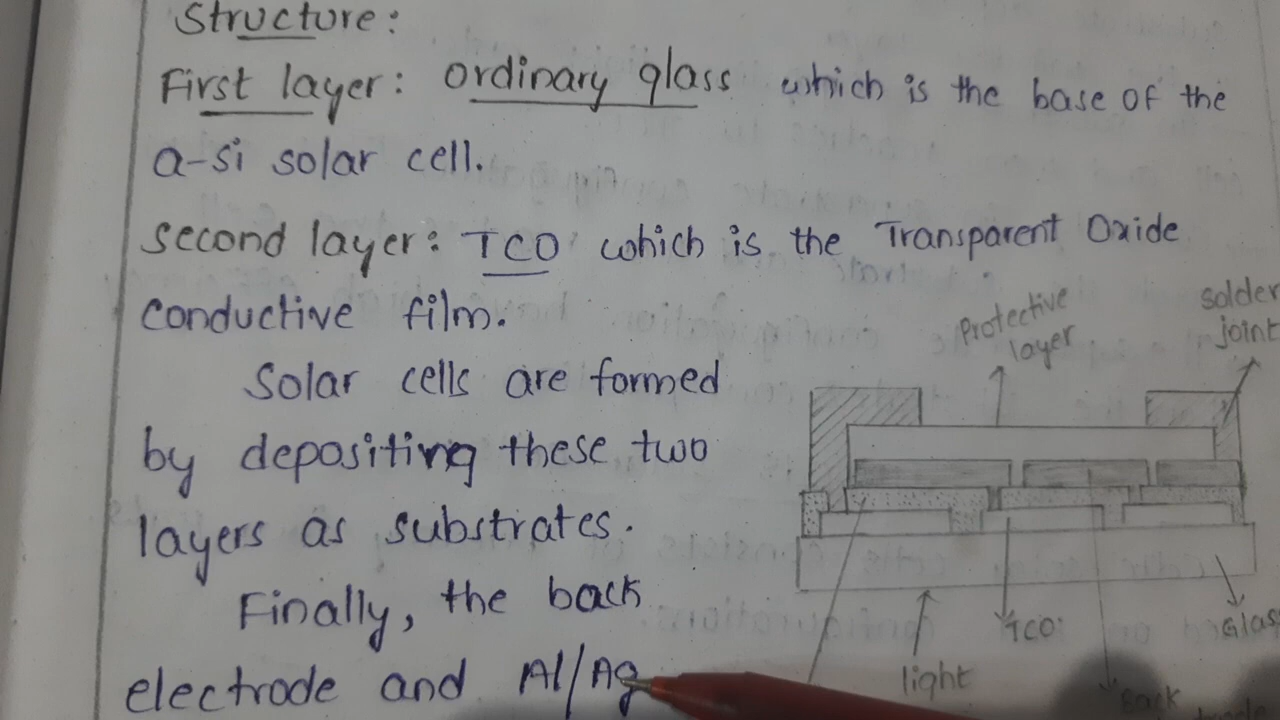 Structure:
First layer: ordinary glass which is the base of the
a-si solar cell.
Second layer: TCO which is the Transparent Oxide
conductive film.
Solar cells are formed
by depositing these two
layers as substrates.
Finally, the back
electrode and Al/Ag
Protective
layer
solder
joint
TCO
Glass
light
Back